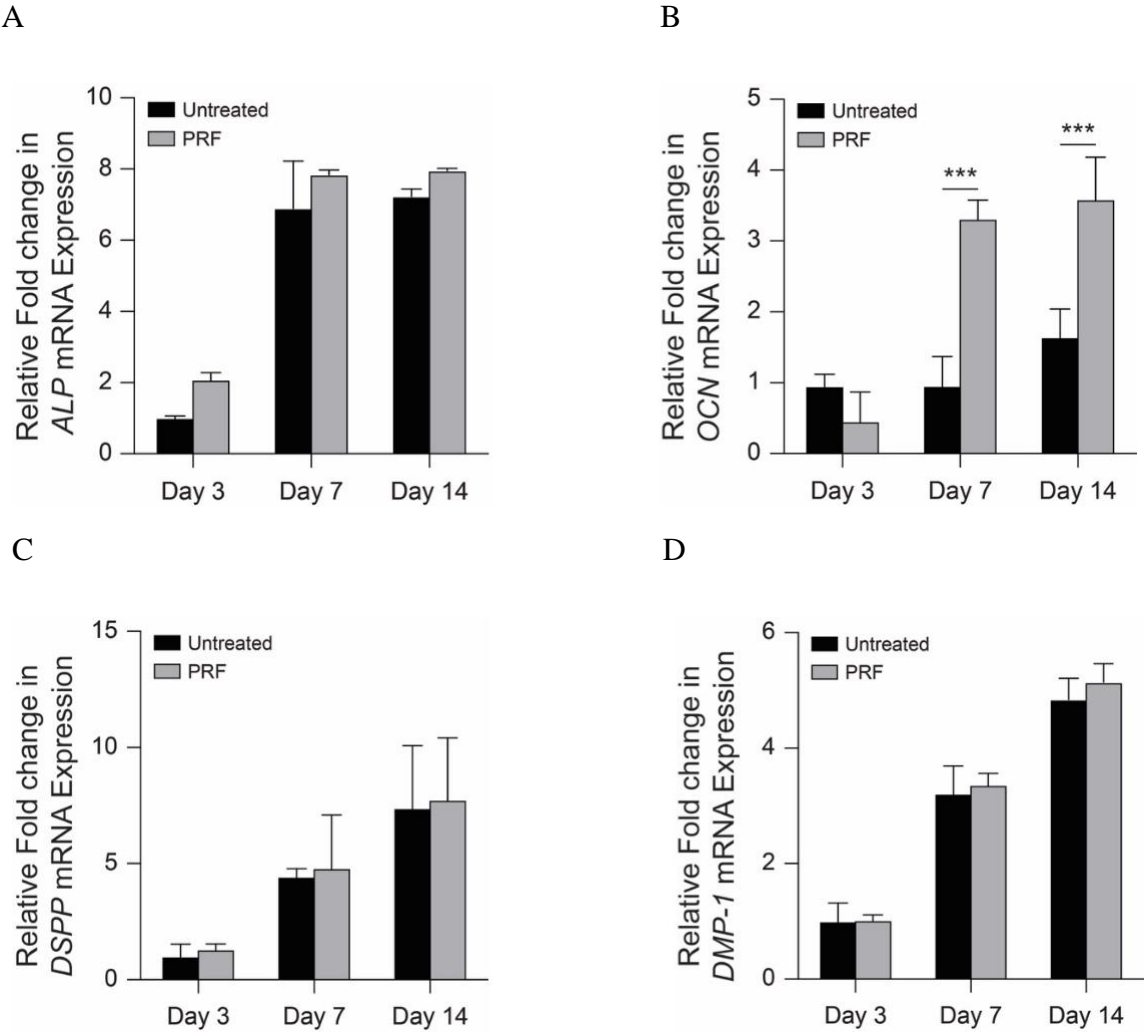 A
Relative Fold change in
ALP mRNA Expression
10
8
6
4
2
0
Untreated
PRF
Day 3 Day 7 Day 14
B
Relative Fold change in
OCN mRNA Expression
5
4
3
2
1
0
Untreated
PRF
***
***
Day 3 Day 7 Day 14
C
Relative Fold change in
DSPP mRNA Expression
15
10
5
0
Untreated
PRF
Day 3 Day 7 Day 14
D
Relative Fold change in
DMP-1 mRNA Expression
6
4
2
0
Untreated
PRF
Day 3 Day 7 Day 14